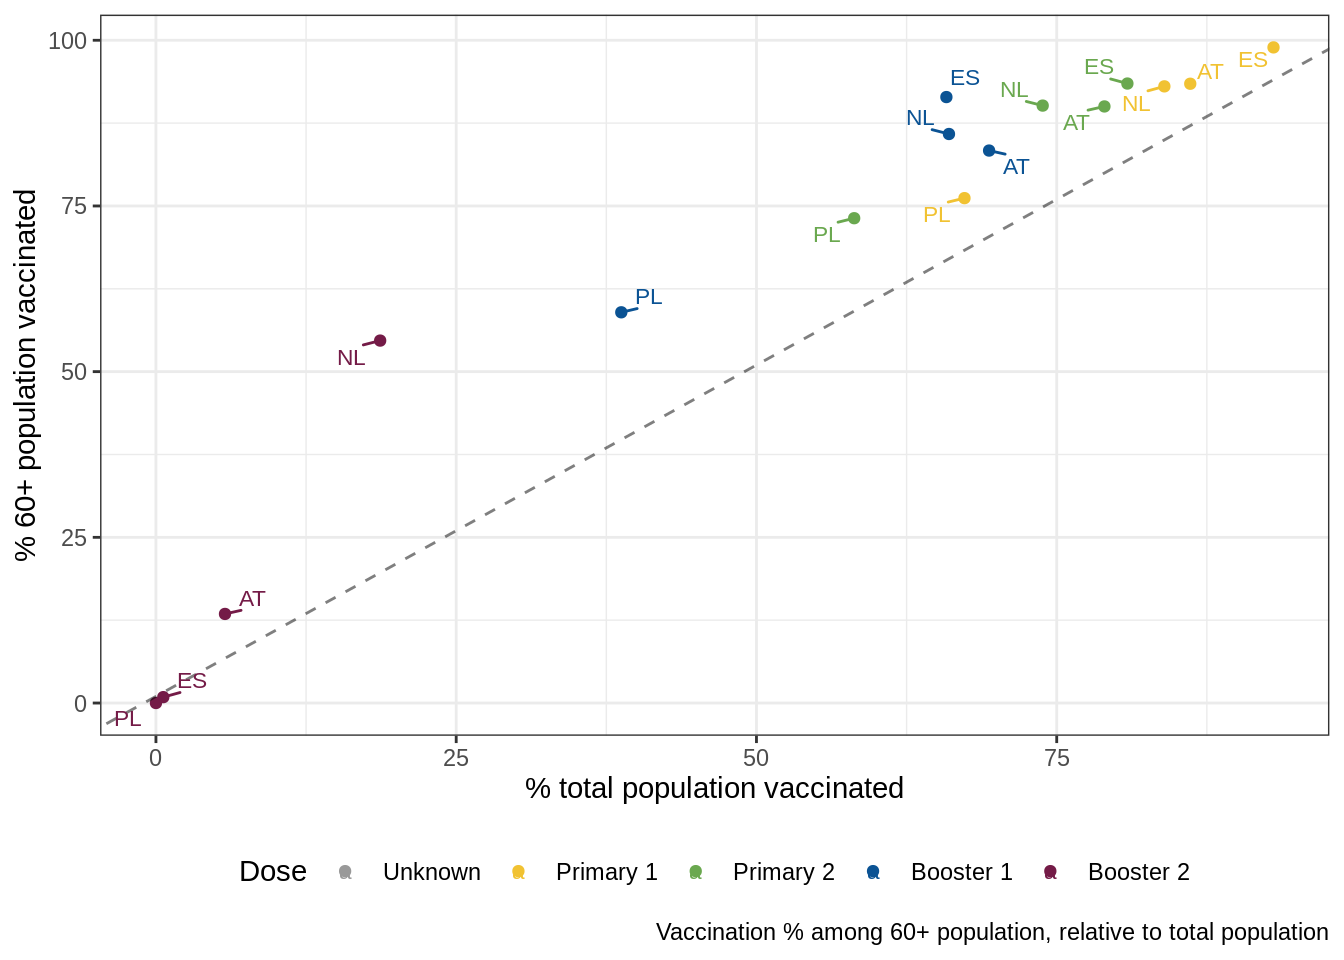 100
75
50
25
0
% 60+ population vaccinated
ES
AT
ES
NL
ES
NL
AT
NL
AT
NL
AT
PL
PL
PL
NL
AT
ES
PL
0
25
50
75
% total population vaccinated
Dose
Unknown
Primary 1
Primary 2
Booster 1
Booster 2
Vaccination % among 60+ population, relative to total population